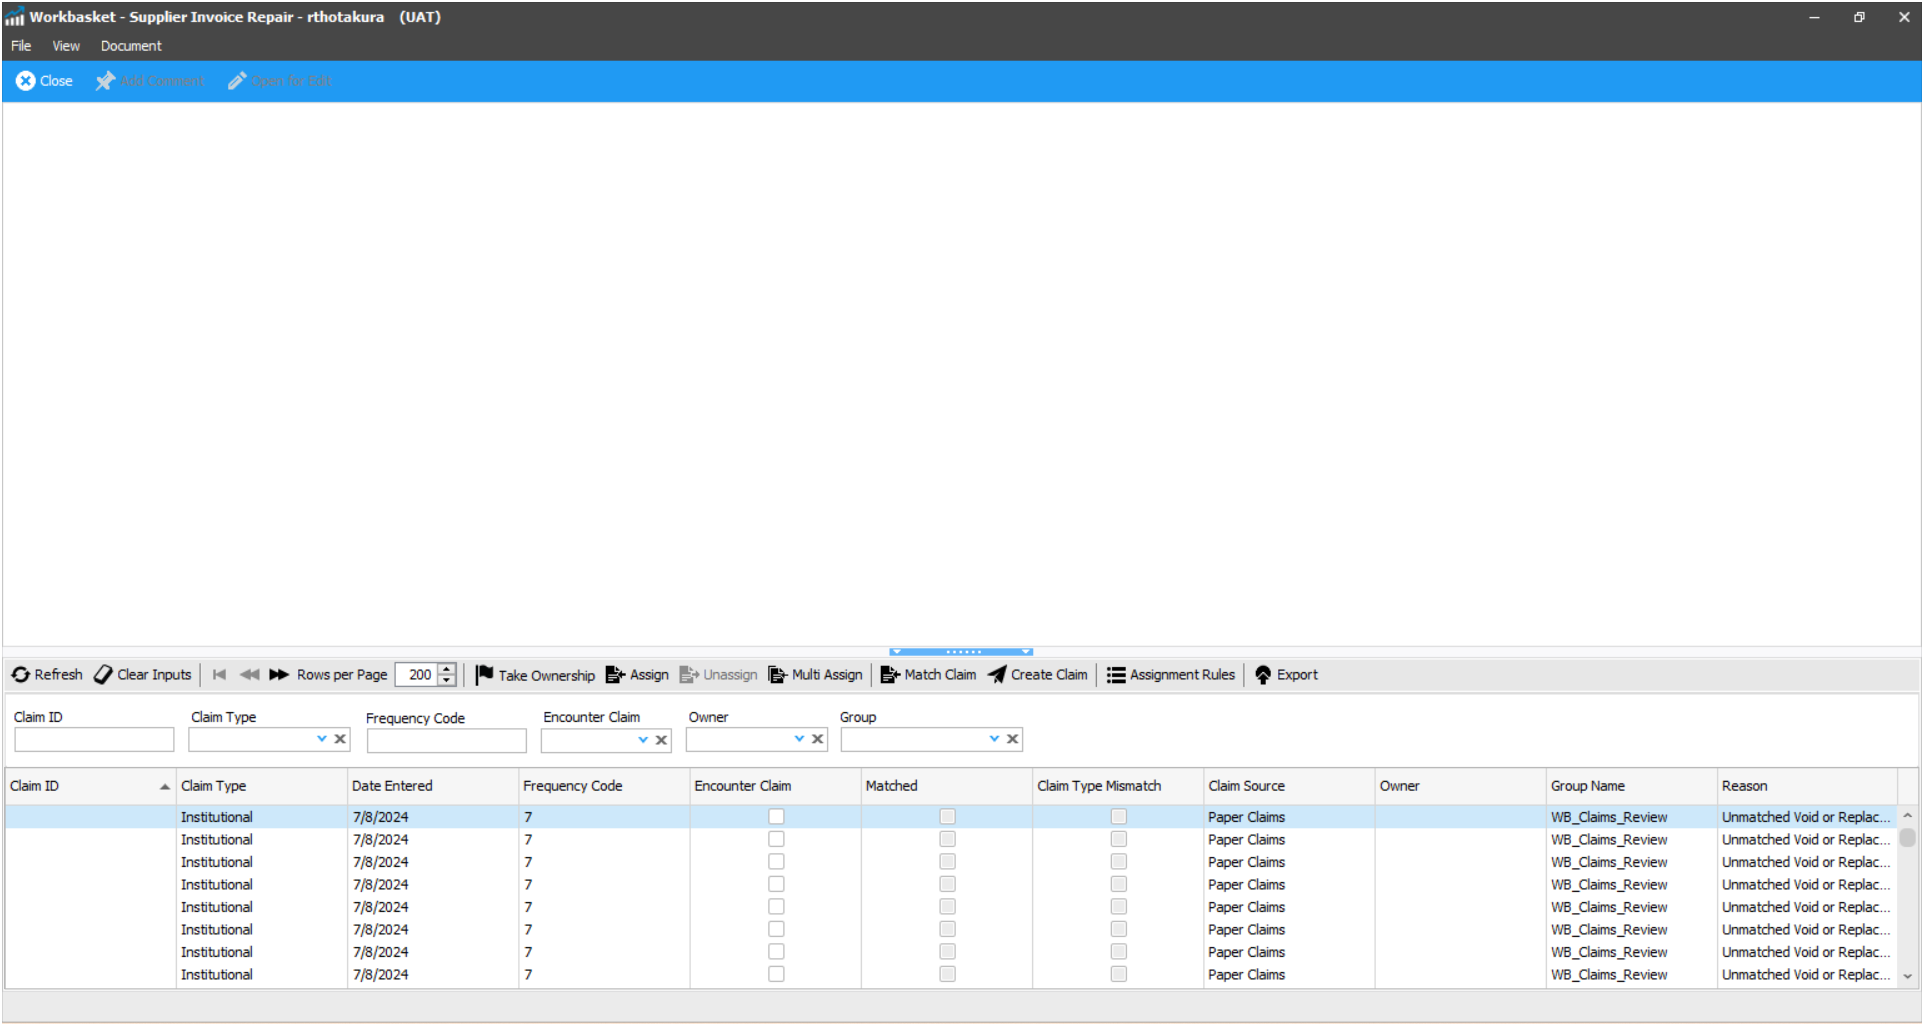 Workbasket - Supplier Invoice Repair - rthotakura (UAT)
File View Document
Close Add Comment Open for Edit
Refresh Clear Inputs Rows per Page 200 Take Ownership Assign Unassign Multi Assign Match Claim Create Claim Assignment Rules Export
Claim ID Claim Type Frequency Code Encounter Claim Owner Group
Claim ID Claim Type Date Entered Frequency Code Encounter Claim Matched Claim Type Mismatch Claim Source Owner Group Name Reason
Institutional 7/8/2024 7 Paper Claims WB_Claims_Review Unmatched Void or Replac...
Institutional 7/8/2024 7 Paper Claims WB_Claims_Review Unmatched Void or Replac...
Institutional 7/8/2024 7 Paper Claims WB_Claims_Review Unmatched Void or Replac...
Institutional 7/8/2024 7 Paper Claims WB_Claims_Review Unmatched Void or Replac...
Institutional 7/8/2024 7 Paper Claims WB_Claims_Review Unmatched Void or Replac...
Institutional 7/8/2024 7 Paper Claims WB_Claims_Review Unmatched Void or Replac...
Institutional 7/8/2024 7 Paper Claims WB_Claims_Review Unmatched Void or Replac...
Institutional 7/8/2024 7 Paper Claims WB_Claims_Review Unmatched Void or Replac...